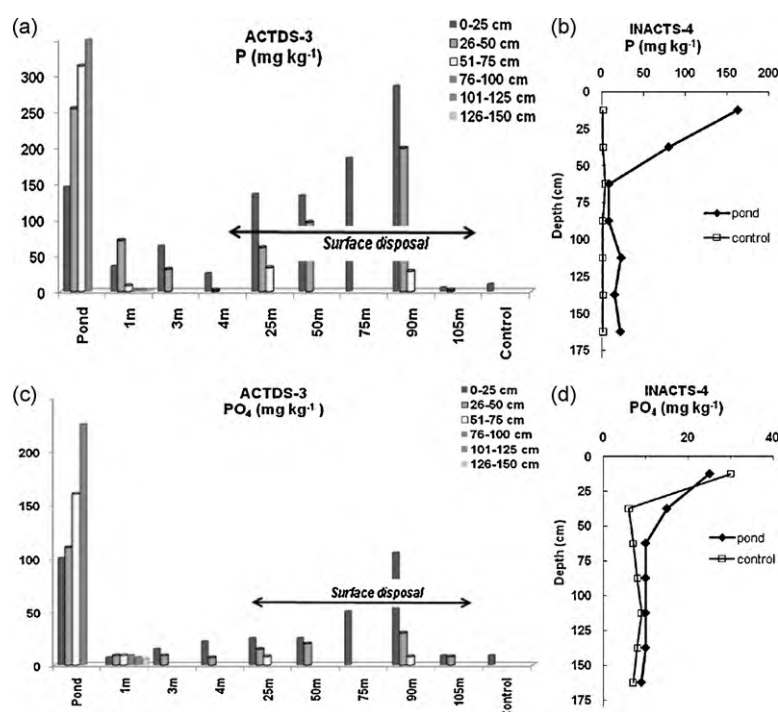 (a)
ACTDS-3
P (mg kg-1)
0-25 cm
26-50 cm
51-75 cm
76-100 cm
101-125 cm
126-150 cm
350
300
250
200
150
100
50
0
Surface disposal
Pond
1m
3m
4m
25m
50m
75m
90m
105m
Control
(b)
INACTS-4
P (mg kg-1)
0 50 100 150 200
0
25
50
75
100
125
150
175
Depth (cm)
pond
control
(c)
ACTDS-3
PO4 (mg kg-1)
0-25 cm
26-50 cm
51-75 cm
76-100 cm
101-125 cm
126-150 cm
200
150
100
50
0
Surface disposal
Pond
1m
3m
4m
25m
50m
75m
90m
105m
Control
(d)
INACTS-4
PO4 (mg kg-1)
0 20 40
0
25
50
75
100
125
150
175
Depth (cm)
pond
control